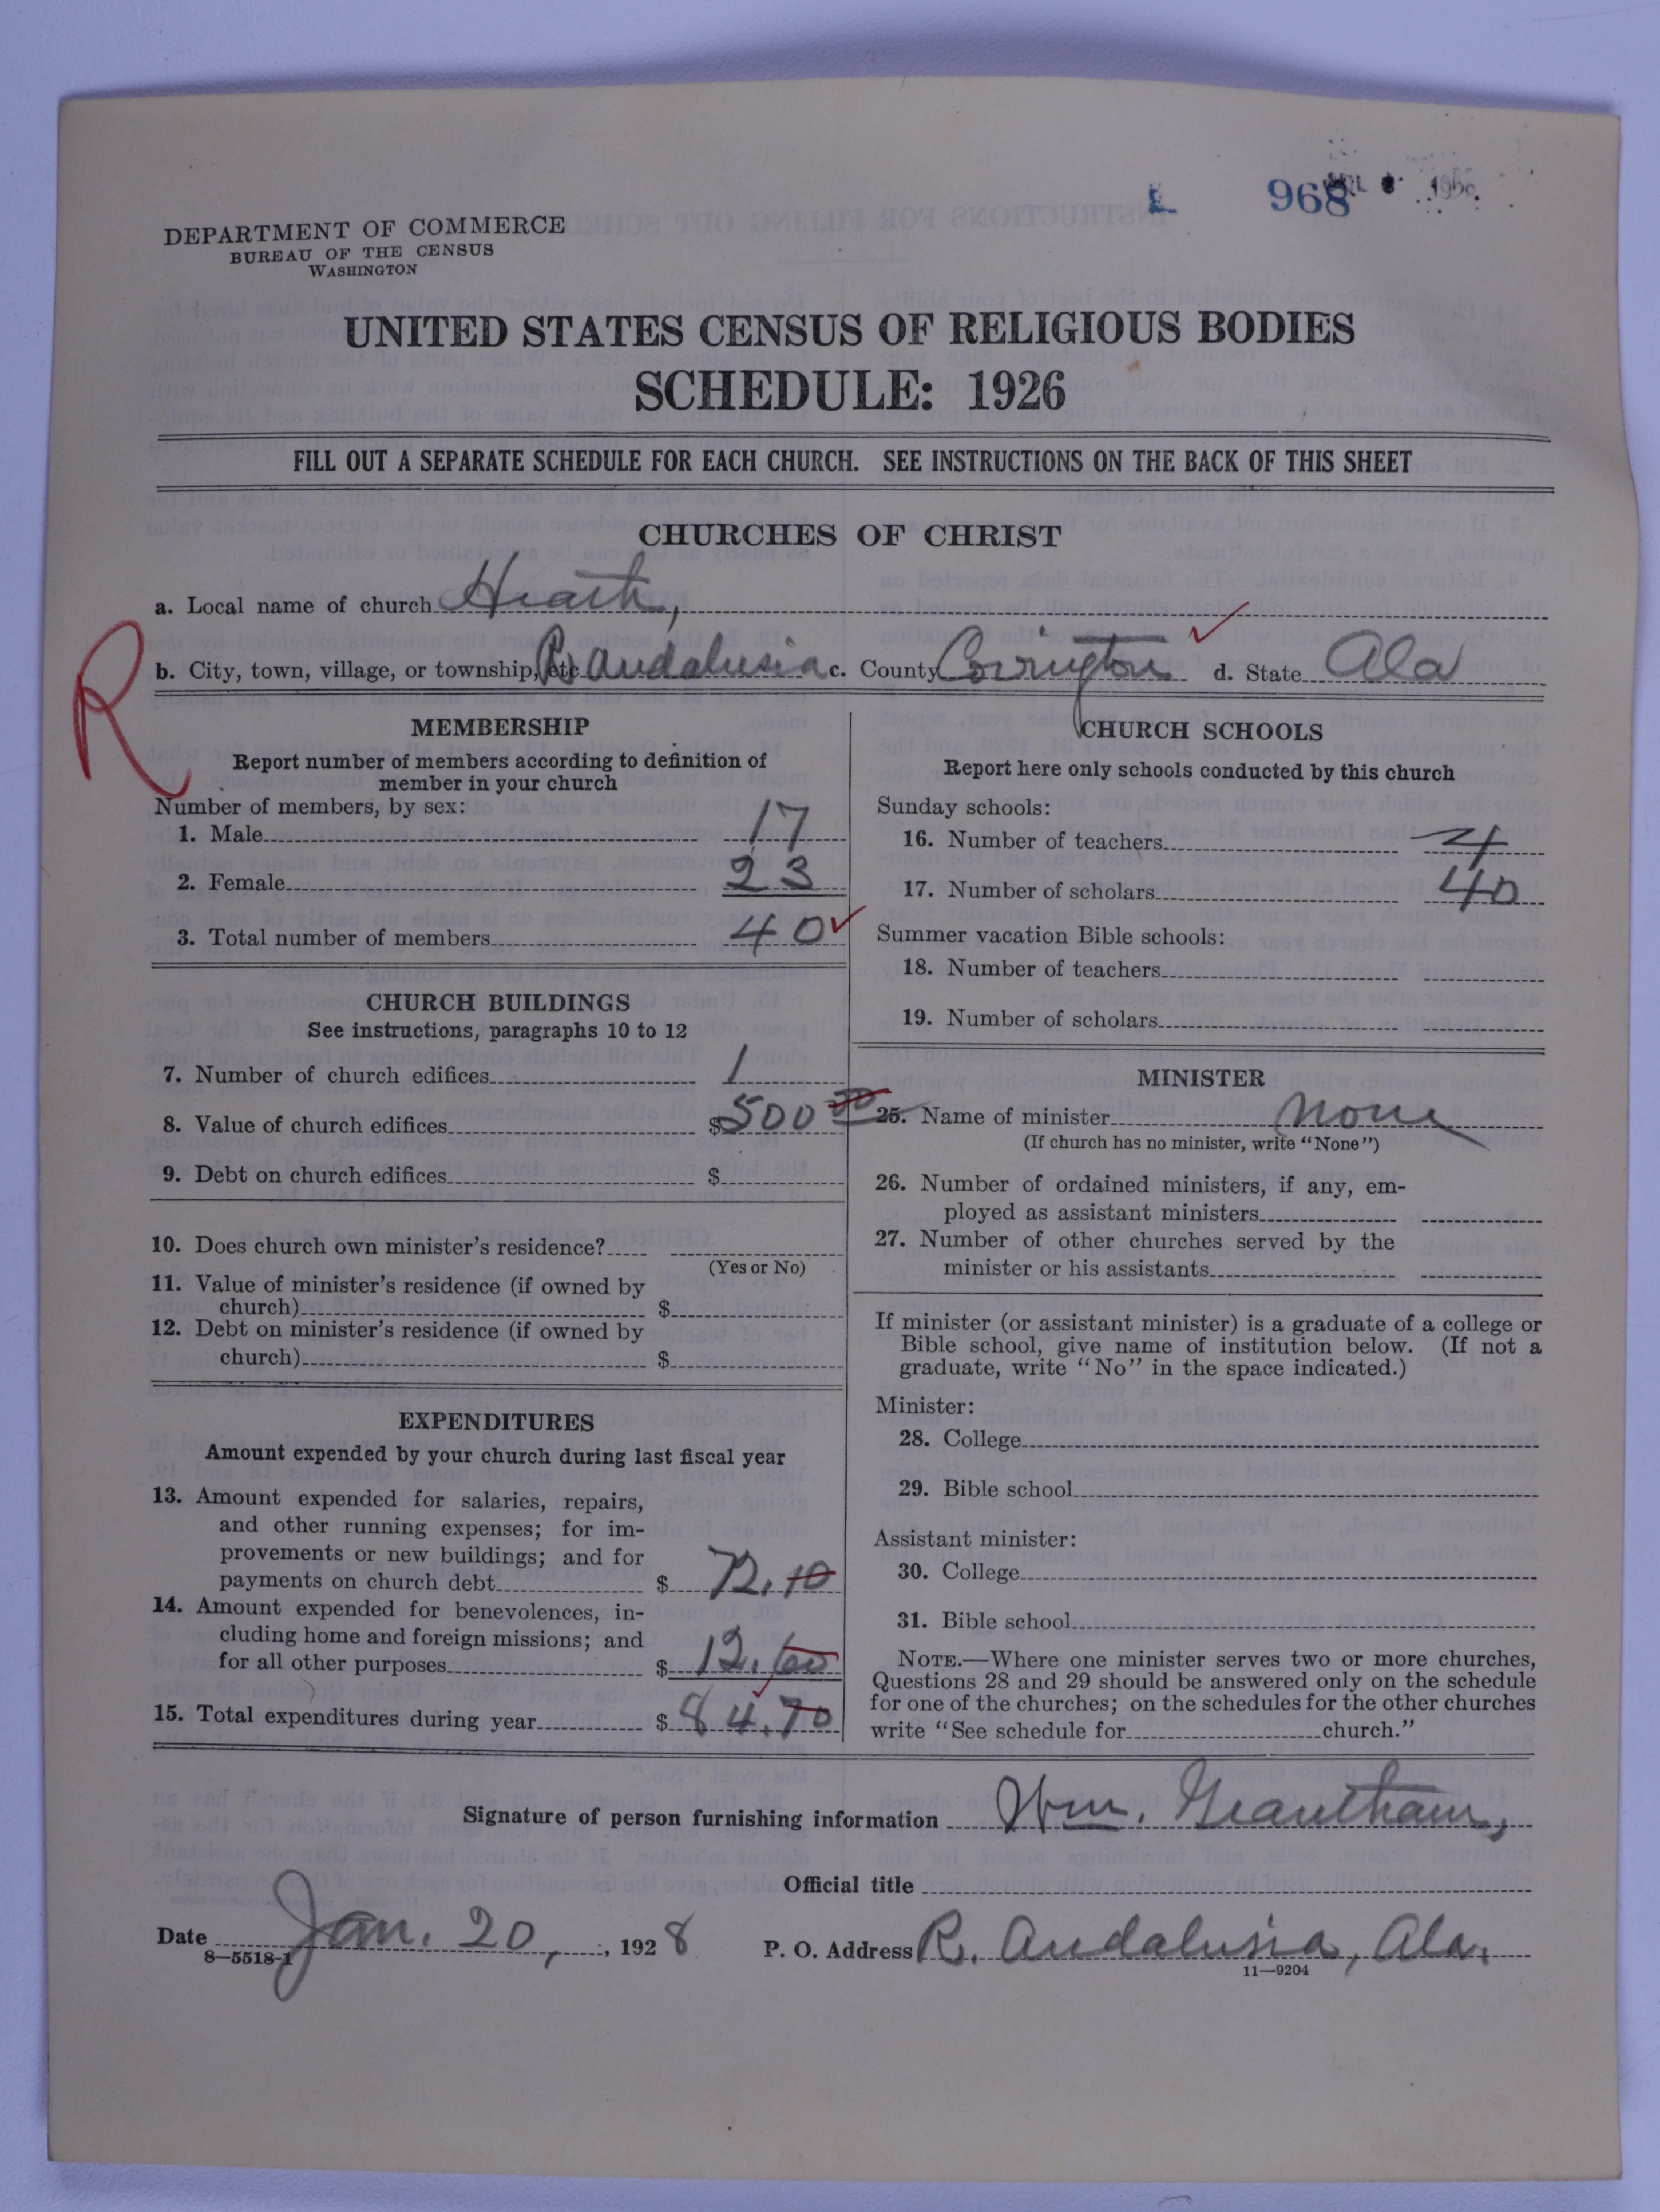 L 968
DEPARTMENT OF COMMERCE
BUREAU OF THE CENSUS
WASHINGTON
UNITED STATES CENSUS OF RELIGIOUS BODIES
SCHEDULE: 1926
FILL OUT A SEPARATE SCHEDULE FOR EACH CHURCH. SEE INSTRUCTIONS ON THE BACK OF THIS SHEET
CHURCHES OF CHRIST
a. Local name of church Heath,
R
b. City, town, village, or township, etc. R. Andalusia c. County Covington d. State Ala
MEMBERSHIP
Report number of members according to definition of
member in your church
Number of members, by sex:
1. Male 17
2. Female 23
3. Total number of members 40
CHURCH BUILDINGS
See instructions, paragraphs 10 to 12
7. Number of church edifices 1
8. Value of church edifices $500 00
9. Debt on church edifices $
10. Does church own minister's residence?
(Yes or No)
11. Value of minister's residence (if owned by
church) $
12. Debt on minister's residence (if owned by
church) $
EXPENDITURES
Amount expended by your church during last fiscal year
13. Amount expended for salaries, repairs,
and other running expenses; for im-
provements or new buildings; and for
payments on church debt $ 72.10
14. Amount expended for benevolences, in-
cluding home and foreign missions; and
for all other purposes $ 12.60
15. Total expenditures during year $ 84.70
CHURCH SCHOOLS
Report here only schools conducted by this church
Sunday schools:
16. Number of teachers 4
17. Number of scholars 40
Summer vacation Bible schools:
18. Number of teachers
19. Number of scholars
MINISTER
25. Name of minister None
(If church has no minister, write "None")
26. Number of ordained ministers, if any, em-
ployed as assistant ministers
27. Number of other churches served by the
minister or his assistants
If minister (or assistant minister) is a graduate of a college or
Bible school, give name of institution below. (If not a
graduate, write "No" in the space indicated.)
Minister:
28. College
29. Bible school
Assistant minister:
30. College
31. Bible school
NOTE.—Where one minister serves two or more churches,
Questions 28 and 29 should be answered only on the schedule
for one of the churches; on the schedules for the other churches
write "See schedule for church."
Signature of person furnishing information Wm. Grantham,
Official title
Date Jan. 20, , 1928 P. O. Address R. Andalusia, Ala.
8—5518-1 11—9204